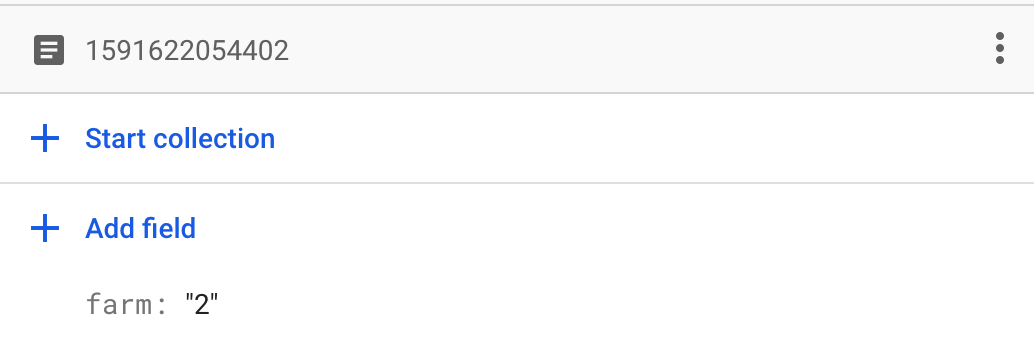 1591622054402
Start collection
Add field
farm: "2"